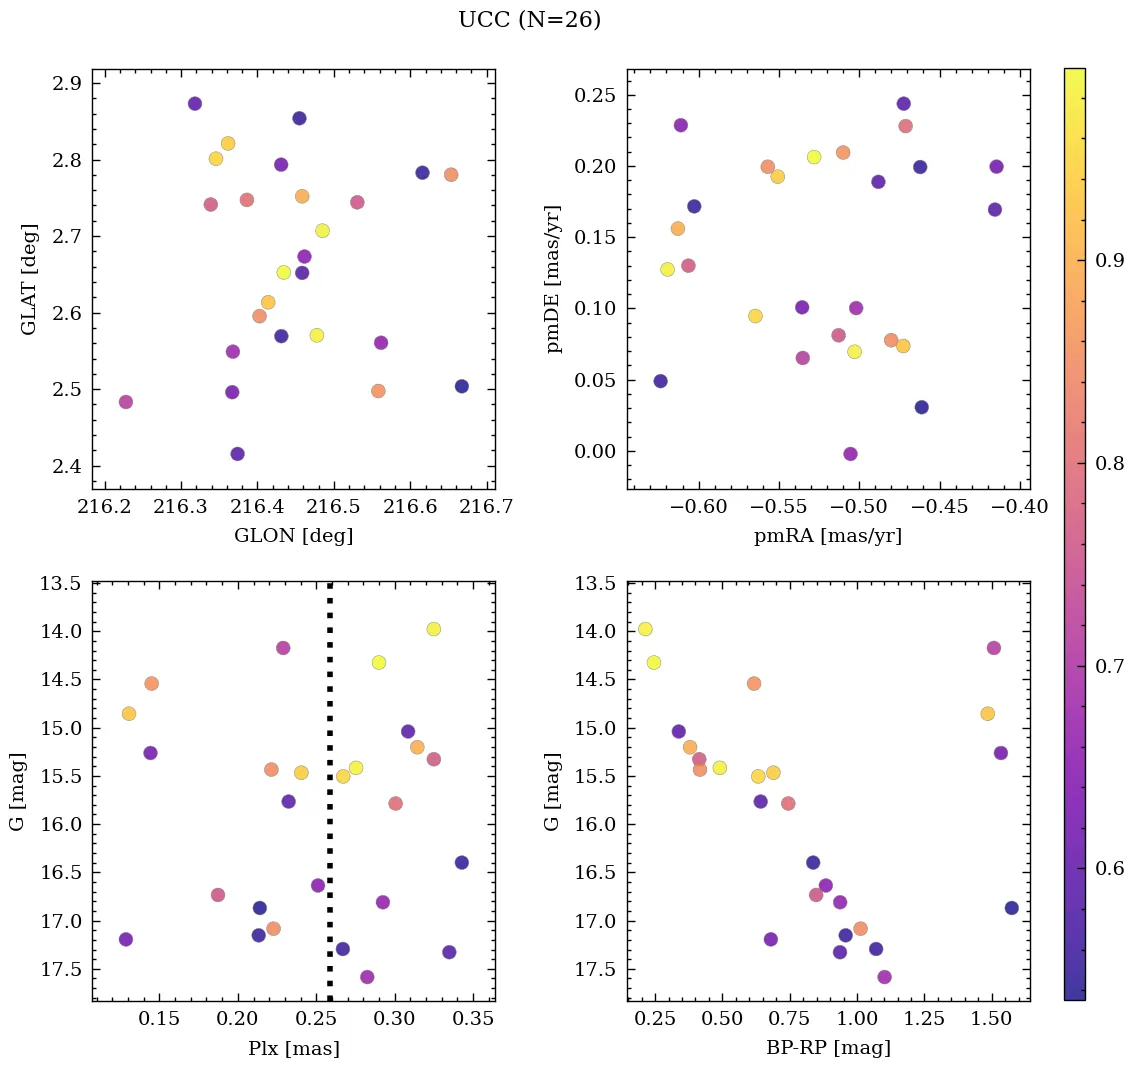 UCC (N=26)
2.9
2.8
2.7
2.6
2.5
2.4
GLAT [deg]
216.2 216.3 216.4 216.5 216.6 216.7
GLON [deg]
0.25
0.20
0.15
0.10
0.05
0.00
pmDE [mas/yr]
−0.60 −0.55 −0.50 −0.45 −0.40
pmRA [mas/yr]
13.5
14.0
14.5
15.0
15.5
16.0
16.5
17.0
17.5
G [mag]
0.15 0.20 0.25 0.30 0.35
Plx [mas]
13.5
14.0
14.5
15.0
15.5
16.0
16.5
17.0
17.5
G [mag]
0.25 0.50 0.75 1.00 1.25 1.50
BP-RP [mag]
0.9
0.8
0.7
0.6